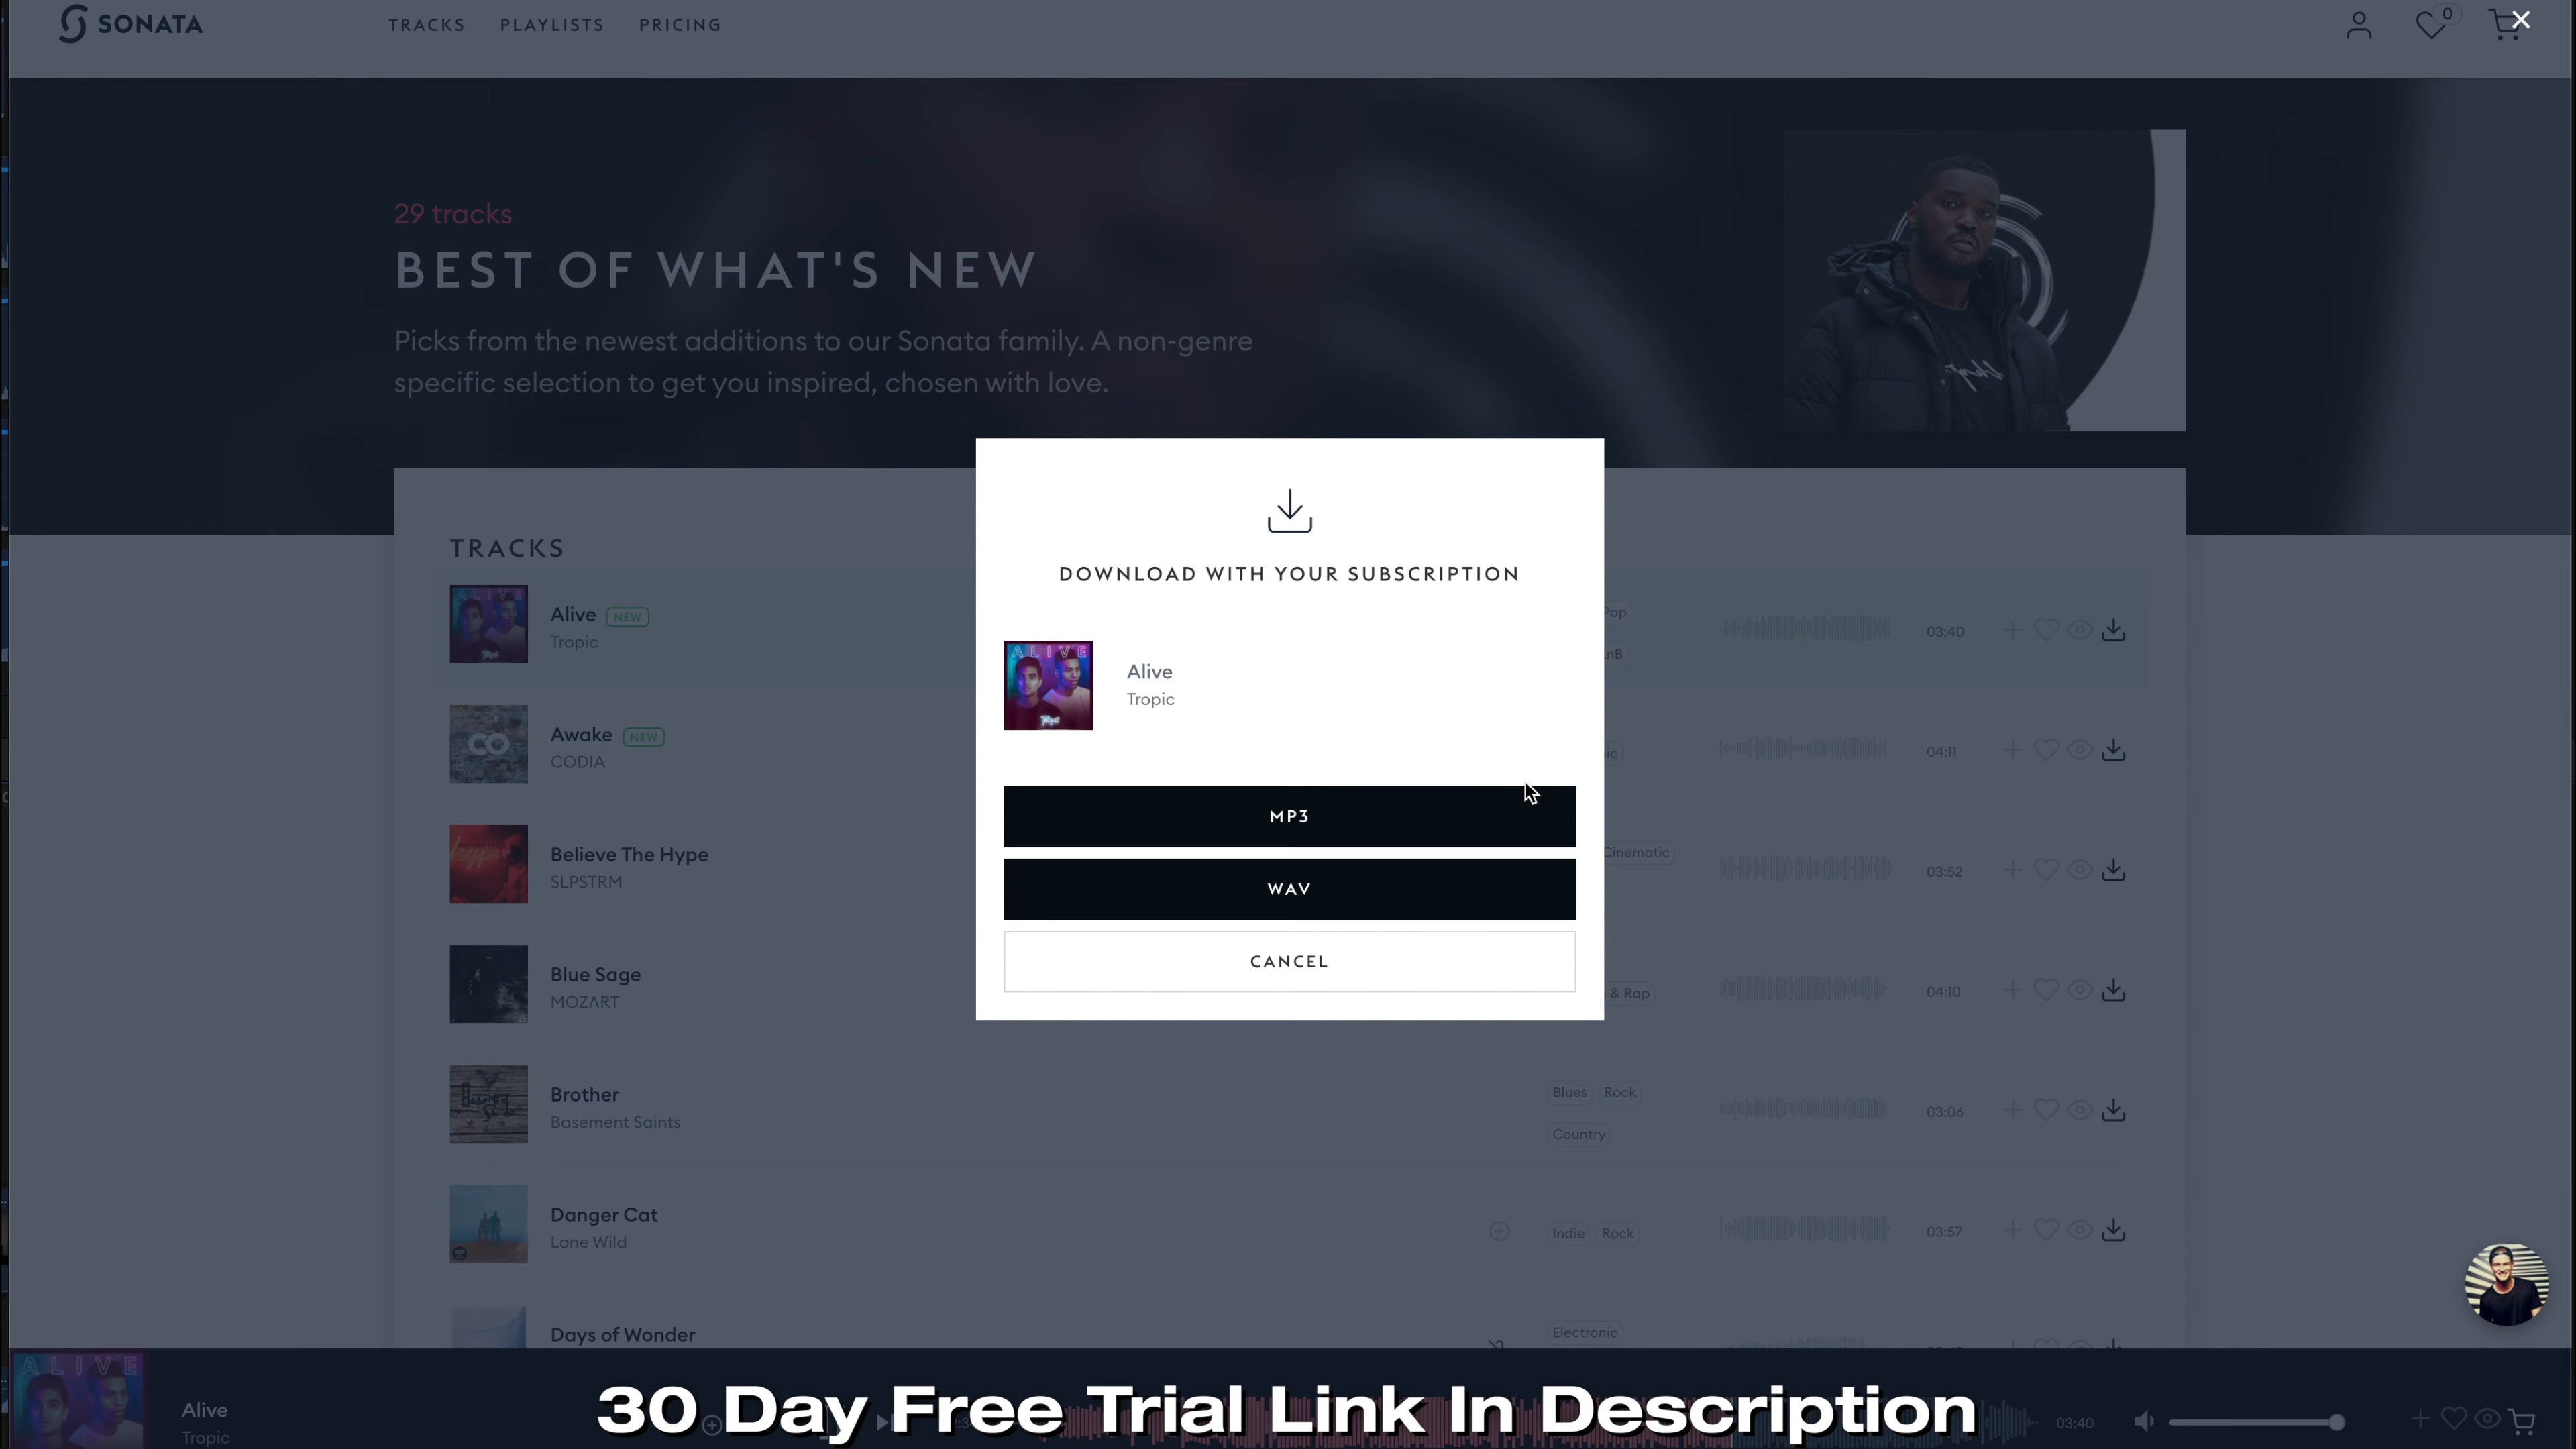 SONATA
TRACKS PLAYLISTS PRICING
0
29 tracks
BEST OF WHAT'S NEW
Picks from the newest additions to our Sonata family. A non-genre
specific selection to get you inspired, chosen with love.
TRACKS
Alive NEW
Tropic
Pop
03:40
Awake NEW
CODIA
04:11
Believe The Hype
SLPSTRM
Cinematic
03:52
Blue Sage
MOZΛRT
& Rap
04:10
Brother
Basement Saints
Blues Rock
Country
03:06
Danger Cat
Lone Wild
Indie Rock
03:57
Days of Wonder
Electronic
DOWNLOAD WITH YOUR SUBSCRIPTION
ALIVE
Alive
Tropic
MP3
WAV
CANCEL
ALIVE
Alive
Tropic
03:40
30 Day Free Trial Link In Description